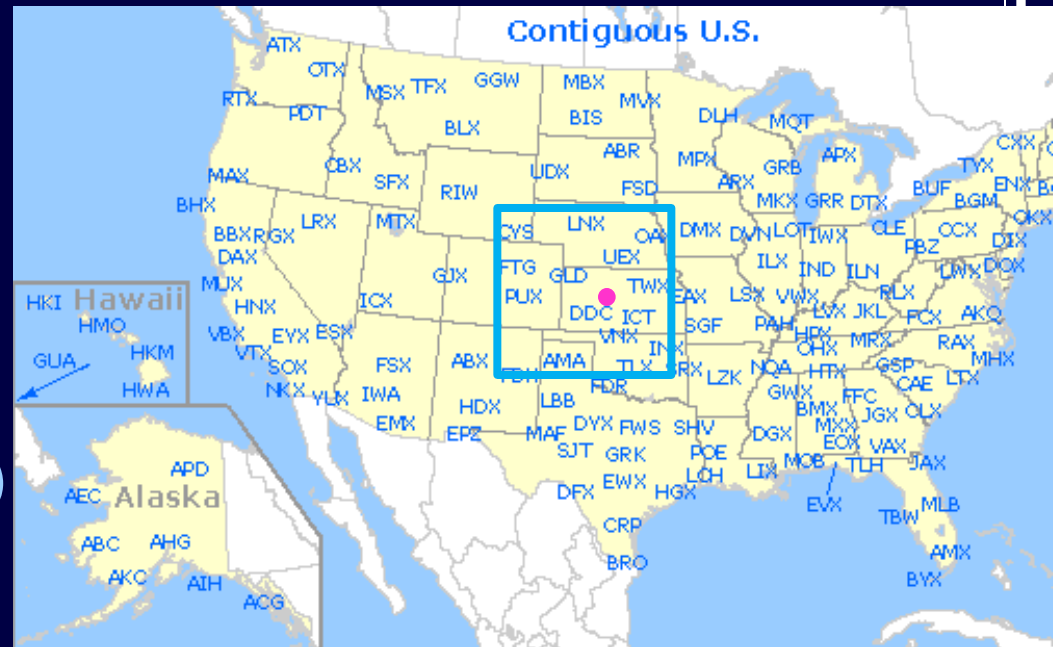 Contiguous U.S.
ATX
OTX
MSX TFX GGW MBX
MVX
RTX
PDT
BLX
BIS
DLH MQT
CXX
CBX
SFX
ABR
MPX
GRB
APX
TYX
MAX
RIW
UDX
FSD
ARX
BUF
ENX
BHX
MKX GRR DTX
BGM
OKX
LRX
MTX
CYS
LNX
OAX
DMX DVN LOT IWX
CLE
CCX
BBX RGX
PBZ
DIX
DAX
GJX
FTG
GLD
UEX
ILX
IND ILN
LWX DOX
MUX
HNX
ICX
PUX
TWX
EAX
LSX VWX
RLX
LVX JKL
FCX
AKQ
DDC ICT
SGF
PAH
HPX
VBX
EYX ESX
VNX
MRX
RAX
VTX
INX
OHX
MHX
SOX
FSX
ABX
AMA
TLX
SRX
NQA
HTX
GSP
LTX
NKX
YUX
IWA
FDX
FDR
LZK
GWX
FFC
CAE
HDX
LBB
BMX
JGX
CLX
EMX
EPZ
MAF
DYX FWS SHV
DGX
MXX
EOX
VAX
SJT GRK
POE
MOB
TLH
JAX
EWX
LCH
LIX
DFX
HGX
EVX
CRP
TBW
MLB
BRO
AMX
BYX
HKI Hawaii
HMO
GUA
HKM
HWA
APD
AEC Alaska
ABC
AHG
AKC
AIH
ACG